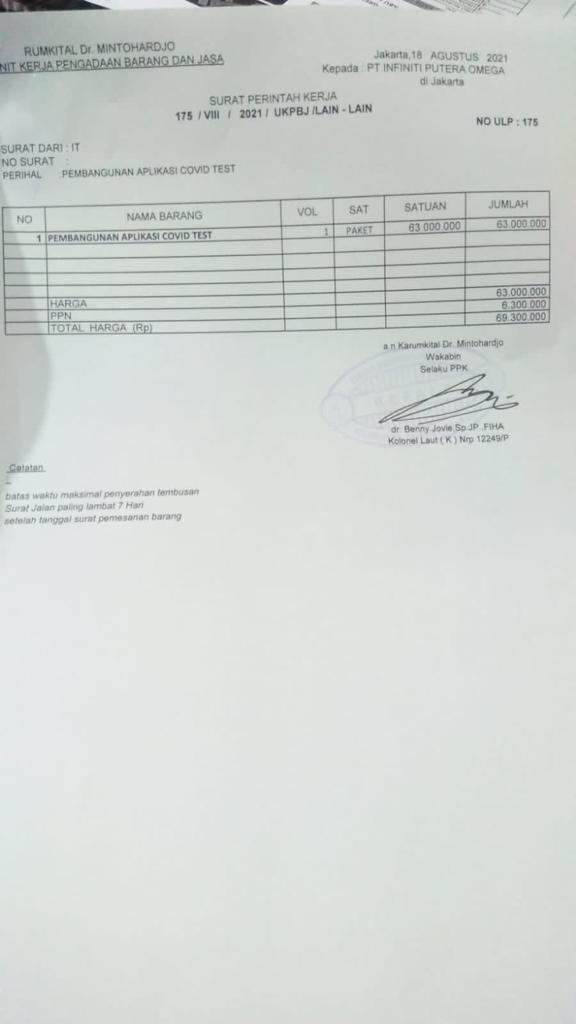 RUMKITAL Dr. MINTOHARDJO
NIT KERJA PENGADAAN BARANG DAN JASA
Jakarta,18 AGUSTUS 2021
Kepada : PT INFINITI PUTERA OMEGA
di Jakarta
SURAT PERINTAH KERJA
175 / VIII / 2021 / UKPBJ /LAIN - LAIN
NO ULP : 175
SURAT DARI : IT
NO SURAT :
PERIHAL PEMBANGUNAN APLIKASI COVID TEST
NO NAMA BARANG VOL SAT SATUAN JUMLAH
1 PEMBANGUNAN APLIKASI COVID TEST 1 PAKET 63.000.000 63.000.000
HARGA 63.000.000
PPN 6.300.000
TOTAL HARGA (Rp) 69.300.000
a.n Karumkital Dr. Mintohardjo
Wakabin
Selaku PPK
dr. Benny Jovie,Sp.JP.,FIHA
Kolonel Laut ( K ) Nrp 12249/P
Catatan
batas waktu maksimal penyerahan tembusan
Surat Jalan paling lambat 7 Hari
setelah tanggal surat pemesanan barang